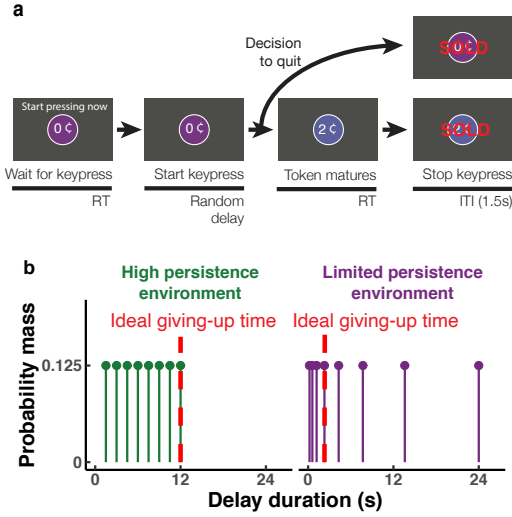 a
Decision
to quit
0 ¢
SOLD
Start pressing now
0 ¢
0 ¢
2 ¢
SOLD
Wait for keypress
Start keypress
Token matures
Stop keypress
RT
Random
delay
RT
ITI (1.5s)
b
High persistence
environment
Limited persistence
environment
Ideal giving-up time
Ideal giving-up time
Probability mass
0.125
0
0
12
24
0
12
24
Delay duration (s)